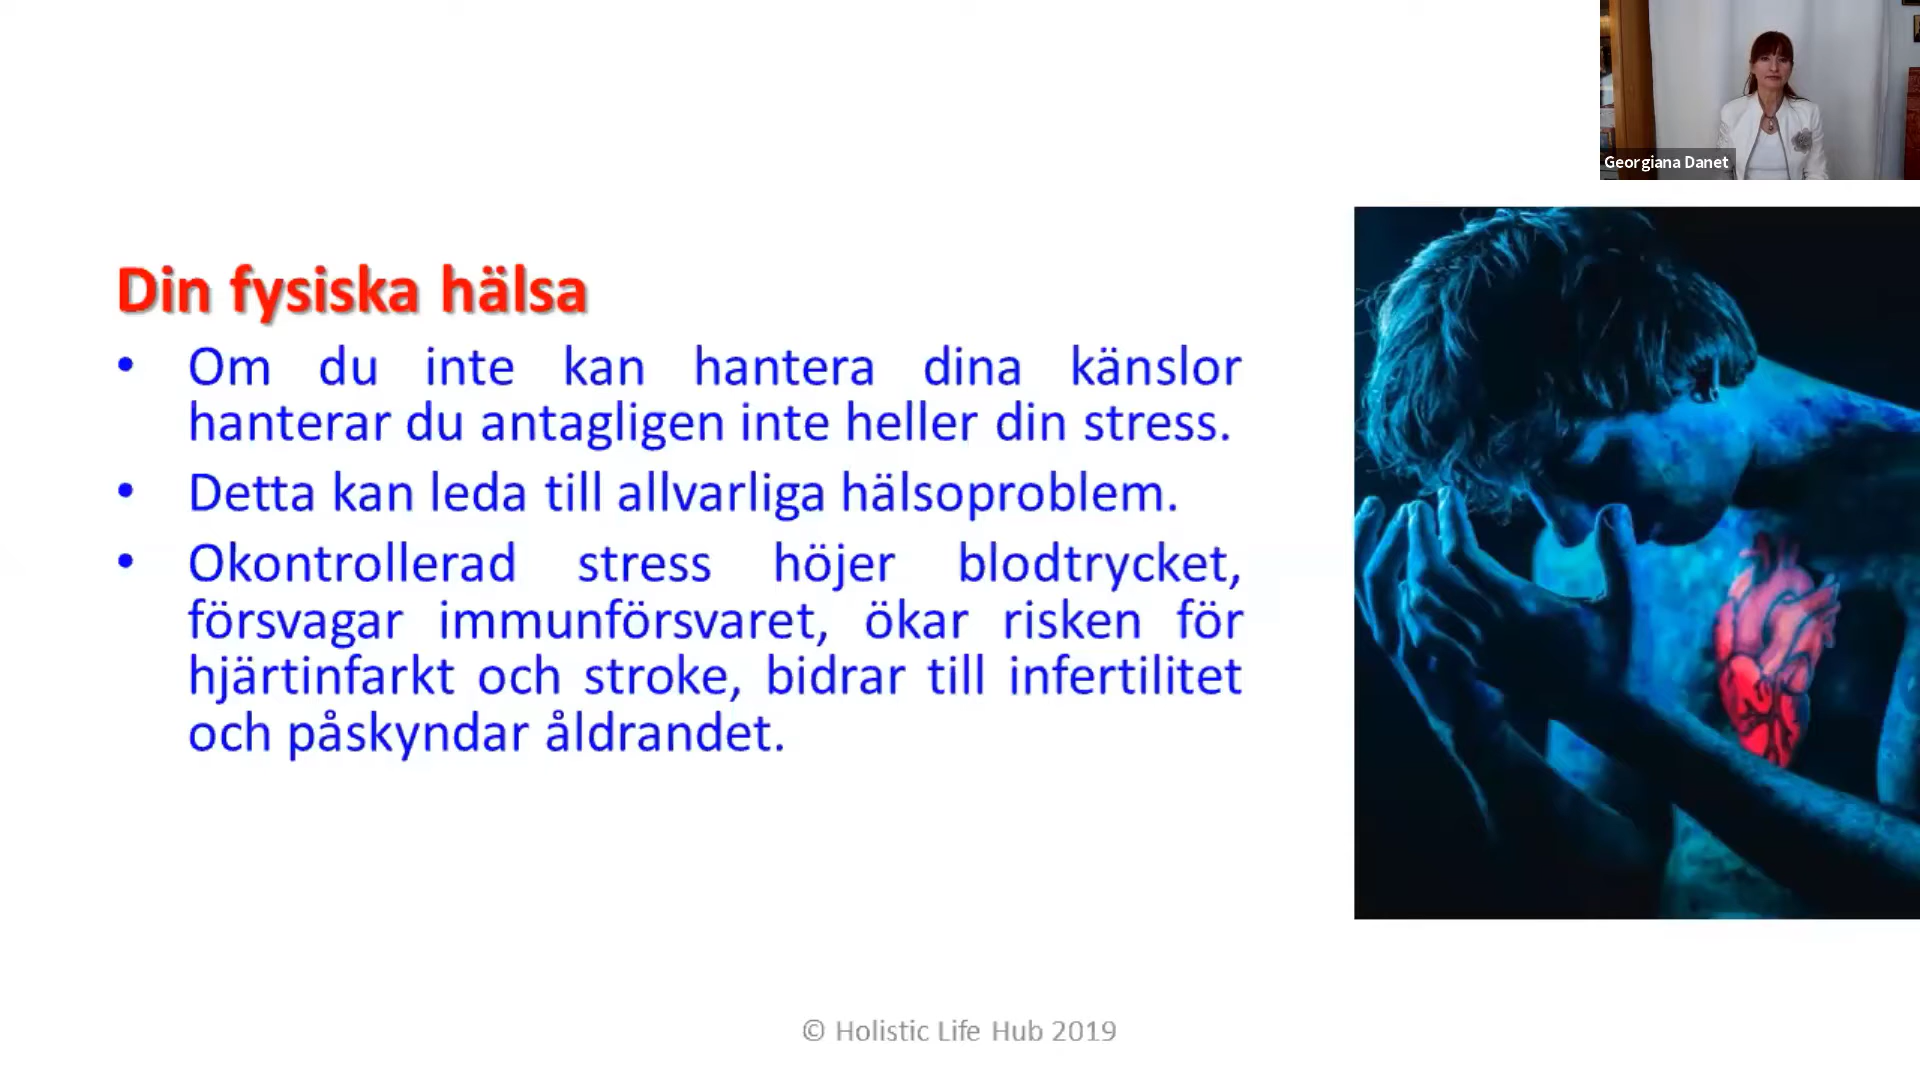 Georgiana Danet
Din fysiska hälsa
• Om du inte kan hantera dina känslor
hanterar du antagligen inte heller din stress.
• Detta kan leda till allvarliga hälsoproblem.
• Okontrollerad stress höjer blodtrycket,
försvagar immunförsvaret, ökar risken för
hjärtinfarkt och stroke, bidrar till infertilitet
och påskyndar åldrandet.
© Holistic Life Hub 2019